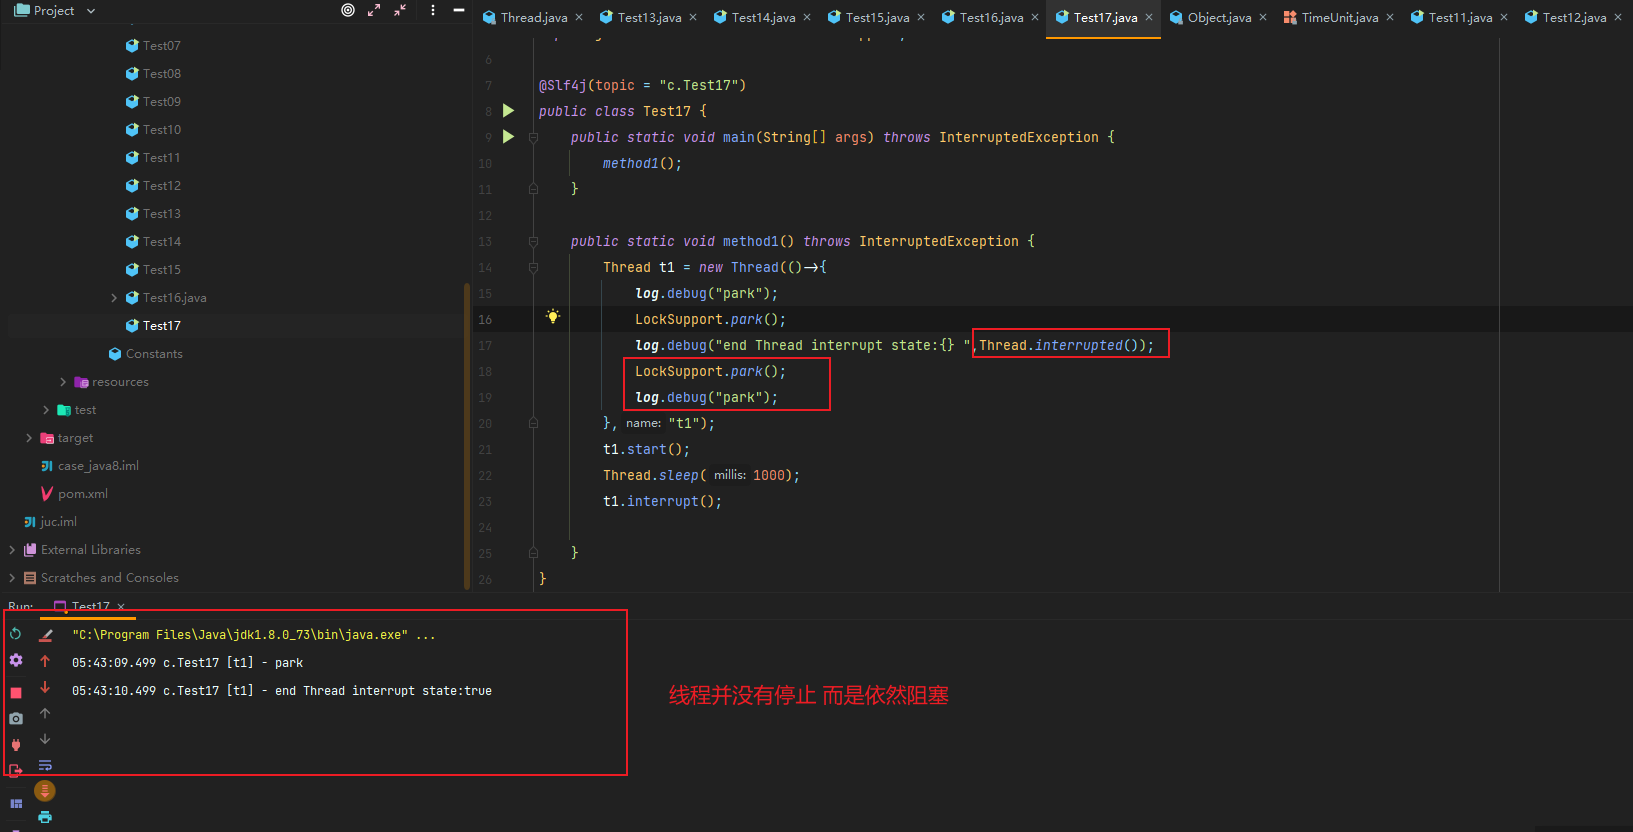 Project
Thread.java
Test13.java
Test14.java
Test15.java
Test16.java
Test17.java
Object.java
TimeUnit.java
Test11.java
Test12.java
Test07
Test08
Test09
Test10
Test11
Test12
Test13
Test14
Test15
Test16.java
Test17
Constants
resources
test
target
case_java8.iml
pom.xml
juc.iml
External Libraries
Scratches and Consoles
6
7 @Slf4j(topic = "c.Test17")
8 public class Test17 {
9 public static void main(String[] args) throws InterruptedException {
10 method1();
11 }
12
13 public static void method1() throws InterruptedException {
14 Thread t1 = new Thread(()->{
15 log.debug("park");
16 LockSupport.park();
17 log.debug("end Thread interrupt state:{} ",Thread.interrupted());
18 LockSupport.park();
19 log.debug("park");
20 }, name: "t1");
21 t1.start();
22 Thread.sleep( millis: 1000);
23 t1.interrupt();
24
25 }
26 }
Run: Test17
"C:\Program Files\Java\jdk1.8.0_73\bin\java.exe" ...
05:43:09.499 c.Test17 [t1] - park
05:43:10.499 c.Test17 [t1] - end Thread interrupt state:true
线程并没有停止 而是依然阻塞